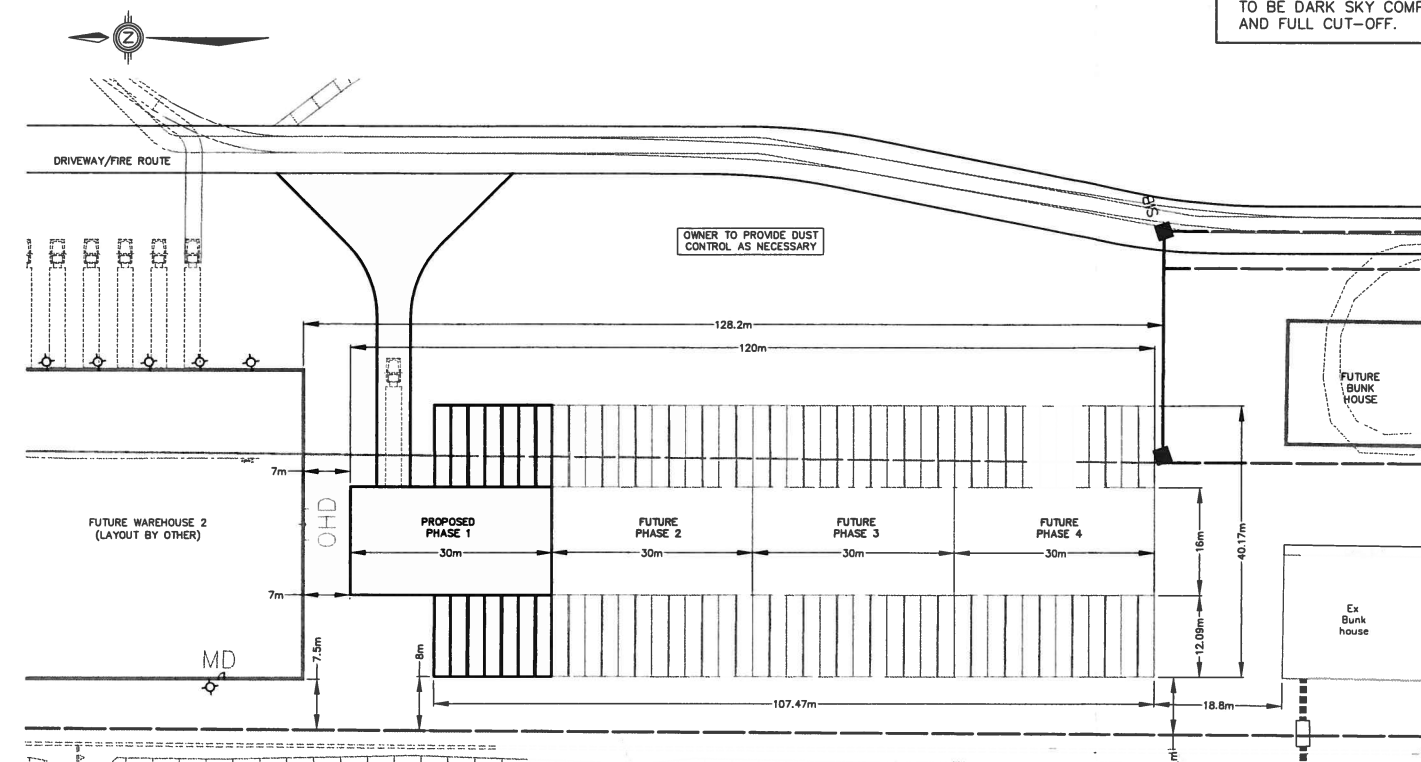 TO BE DARK SKY
AND FULL CUT-OFF.
Z
DRIVEWAY/FIRE ROUTE
OWNER TO PROVIDE DUST
CONTROL AS NECESSARY
128.2m
120m
FUTURE
BUNK
HOUSE
7m
OHD
FUTURE WAREHOUSE 2
(LAYOUT BY OTHER)
PROPOSED
PHASE 1
30m
FUTURE
PHASE 2
30m
FUTURE
PHASE 3
30m
FUTURE
PHASE 4
30m
16m
40.17m
7m
12.09m
Ex
Bunk
house
7.5m
8m
MD
107.47m
18.8m